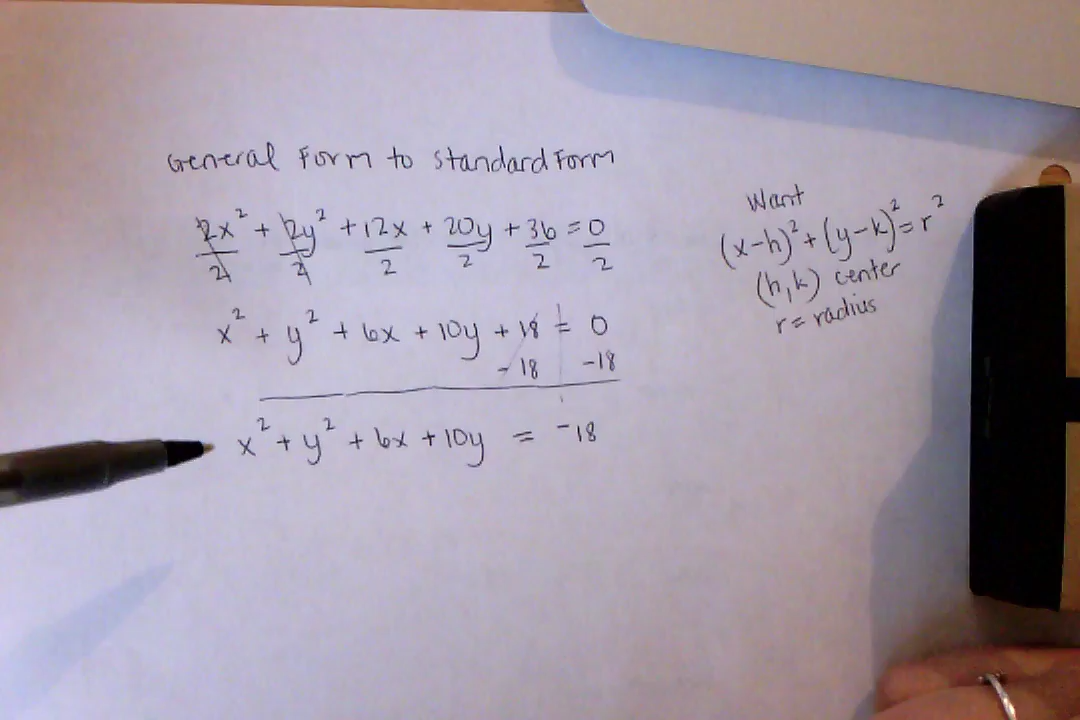 General Form to Standard Form
2x² + 2y² + 12x + 20y + 36 = 0
2 2 2 2 2 2
x² + y² + 6x + 10y + 18 = 0
- 18 -18
x² + y² + 6x + 10y = -18
Want
(x-h)² + (y-k)² = r²
(h,k) center
r = radius